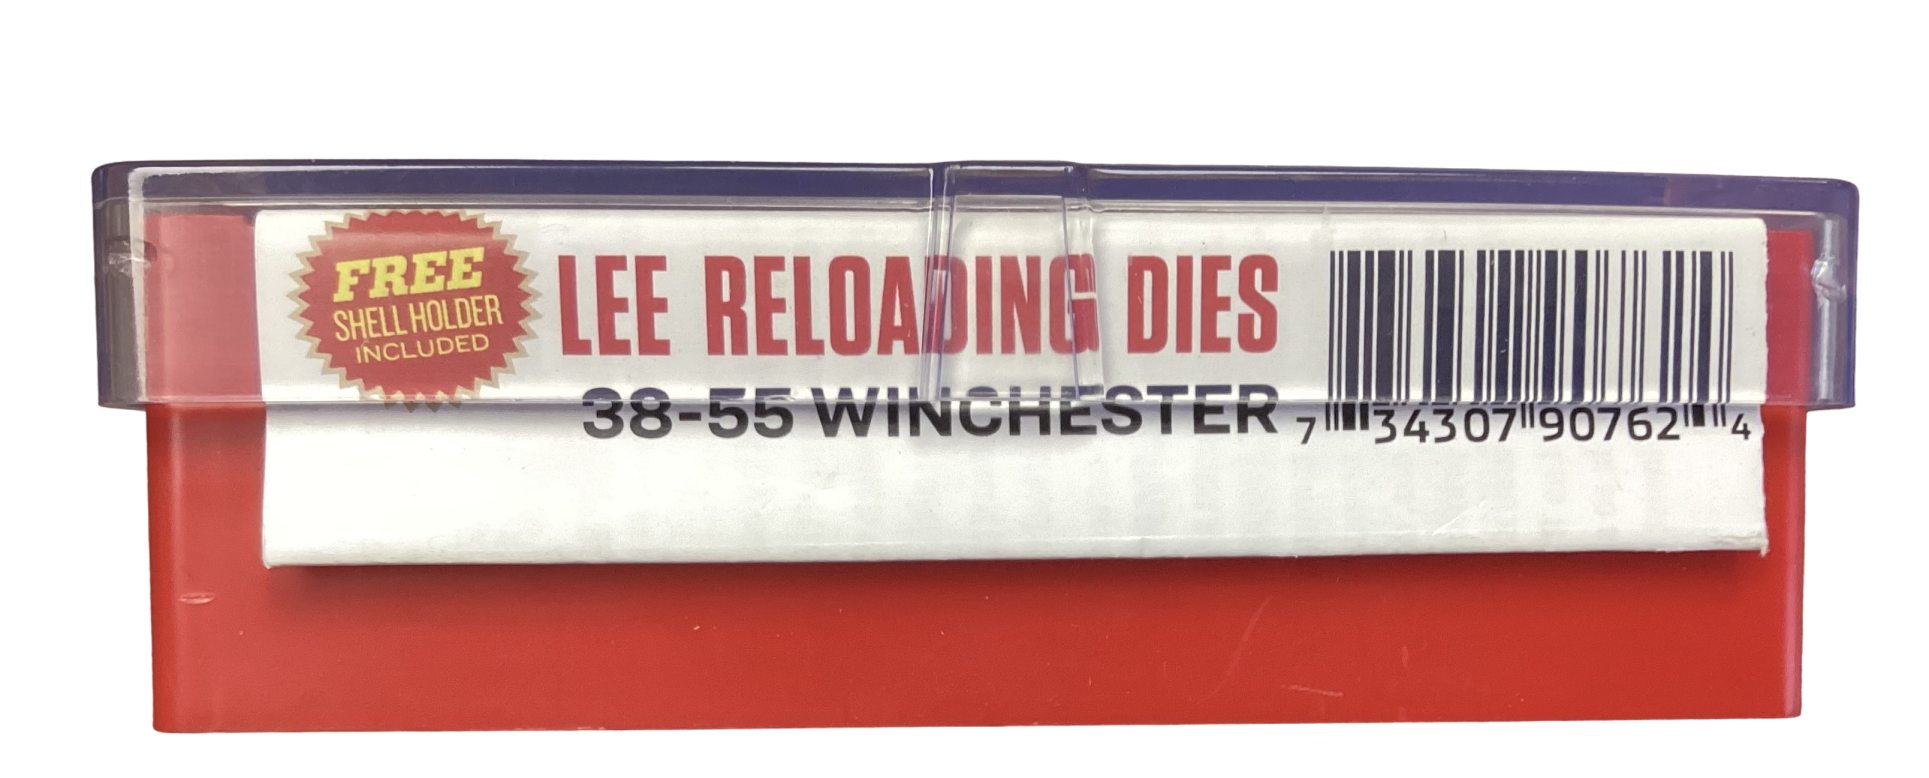 FREE
SHELL HOLDER
INCLUDED
LEE RELOADING DIES
38-55 WINCHESTER
7 34307 90762 4